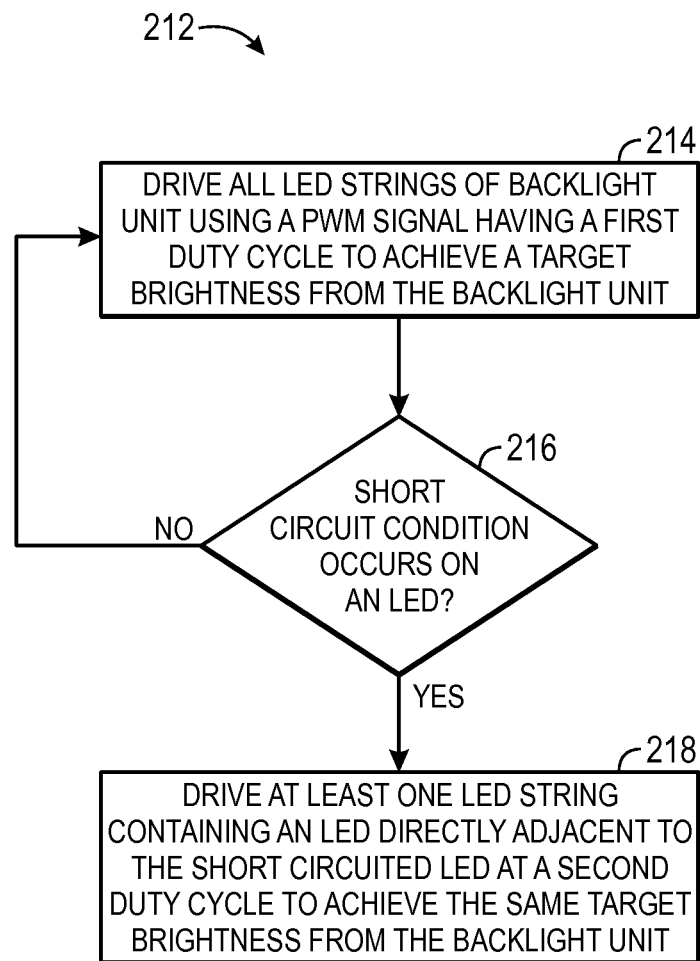 212
214
DRIVE ALL LED STRINGS OF BACKLIGHT
UNIT USING A PWM SIGNAL HAVING A FIRST
DUTY CYCLE TO ACHIEVE A TARGET
BRIGHTNESS FROM THE BACKLIGHT UNIT
216
SHORT
CIRCUIT CONDITION
OCCURS ON
AN LED?
NO
YES
218
DRIVE AT LEAST ONE LED STRING
CONTAINING AN LED DIRECTLY ADJACENT TO
THE SHORT CIRCUITED LED AT A SECOND
DUTY CYCLE TO ACHIEVE THE SAME TARGET
BRIGHTNESS FROM THE BACKLIGHT UNIT